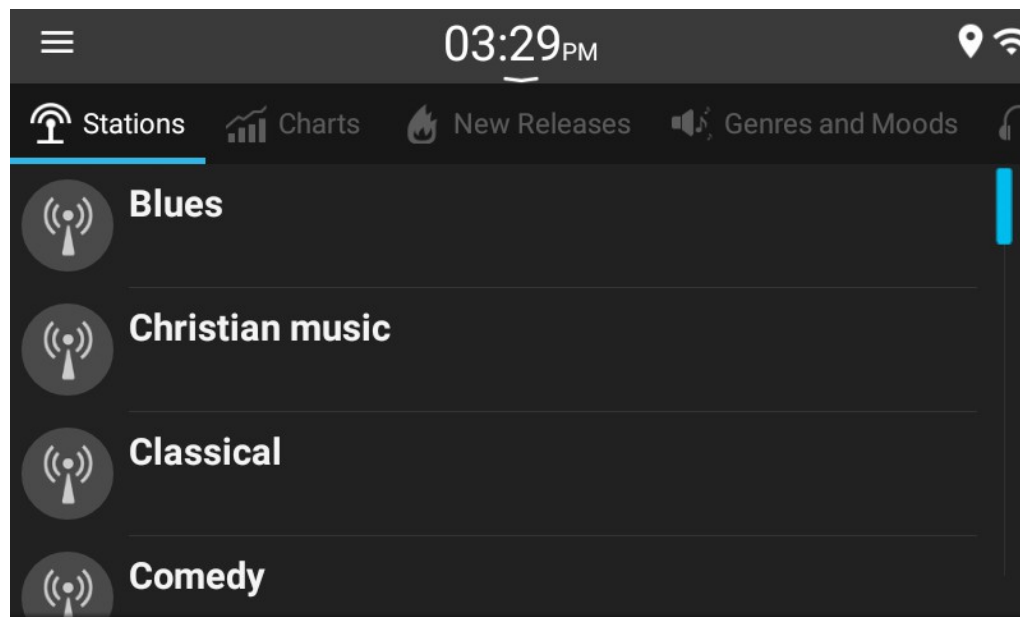 03:29PM
Stations Charts New Releases Genres and Moods
Blues
Christian music
Classical
Comedy